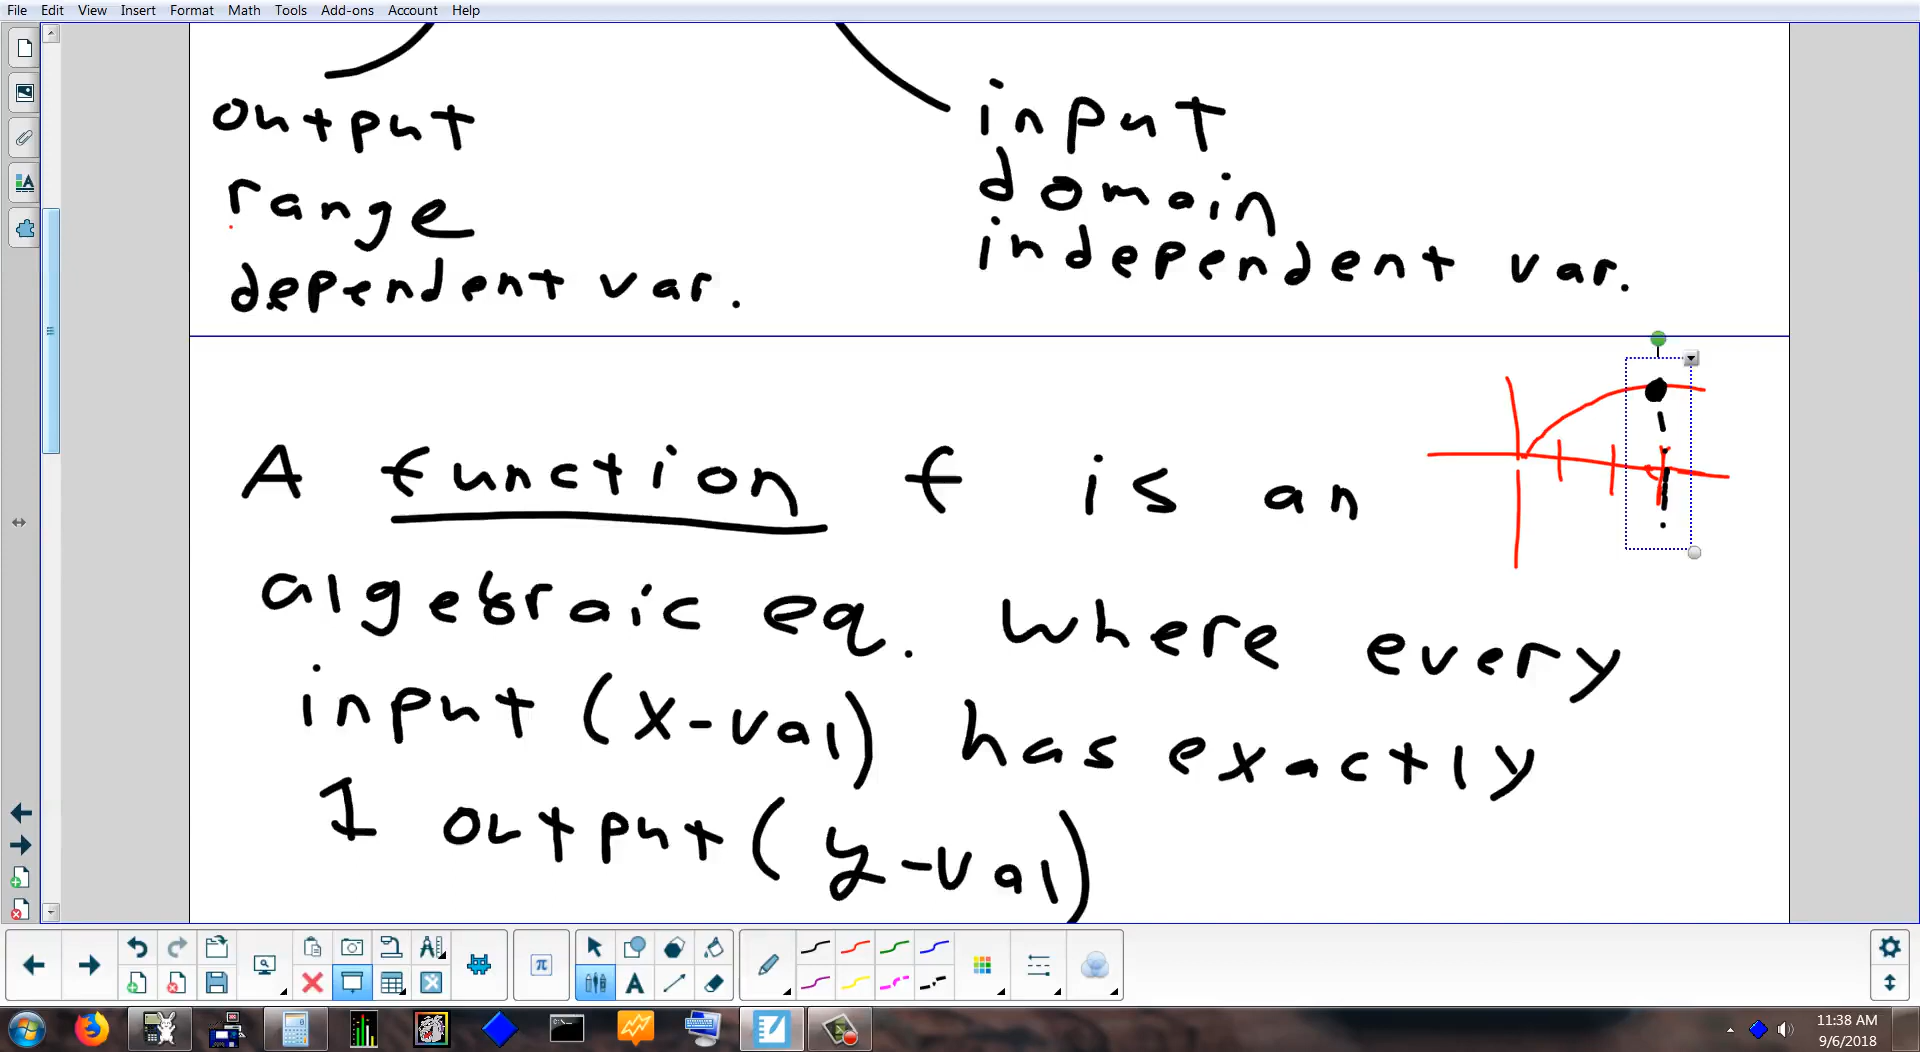 File Edit View Insert Format Math Tools Add-ons Account Help
output
range
dependent var.
input
domain
independent var.
A function f is an
algebraic eq. where every
input (x-val) has exactly
1 output (y-val)
π
A
11:38 AM
9/6/2018